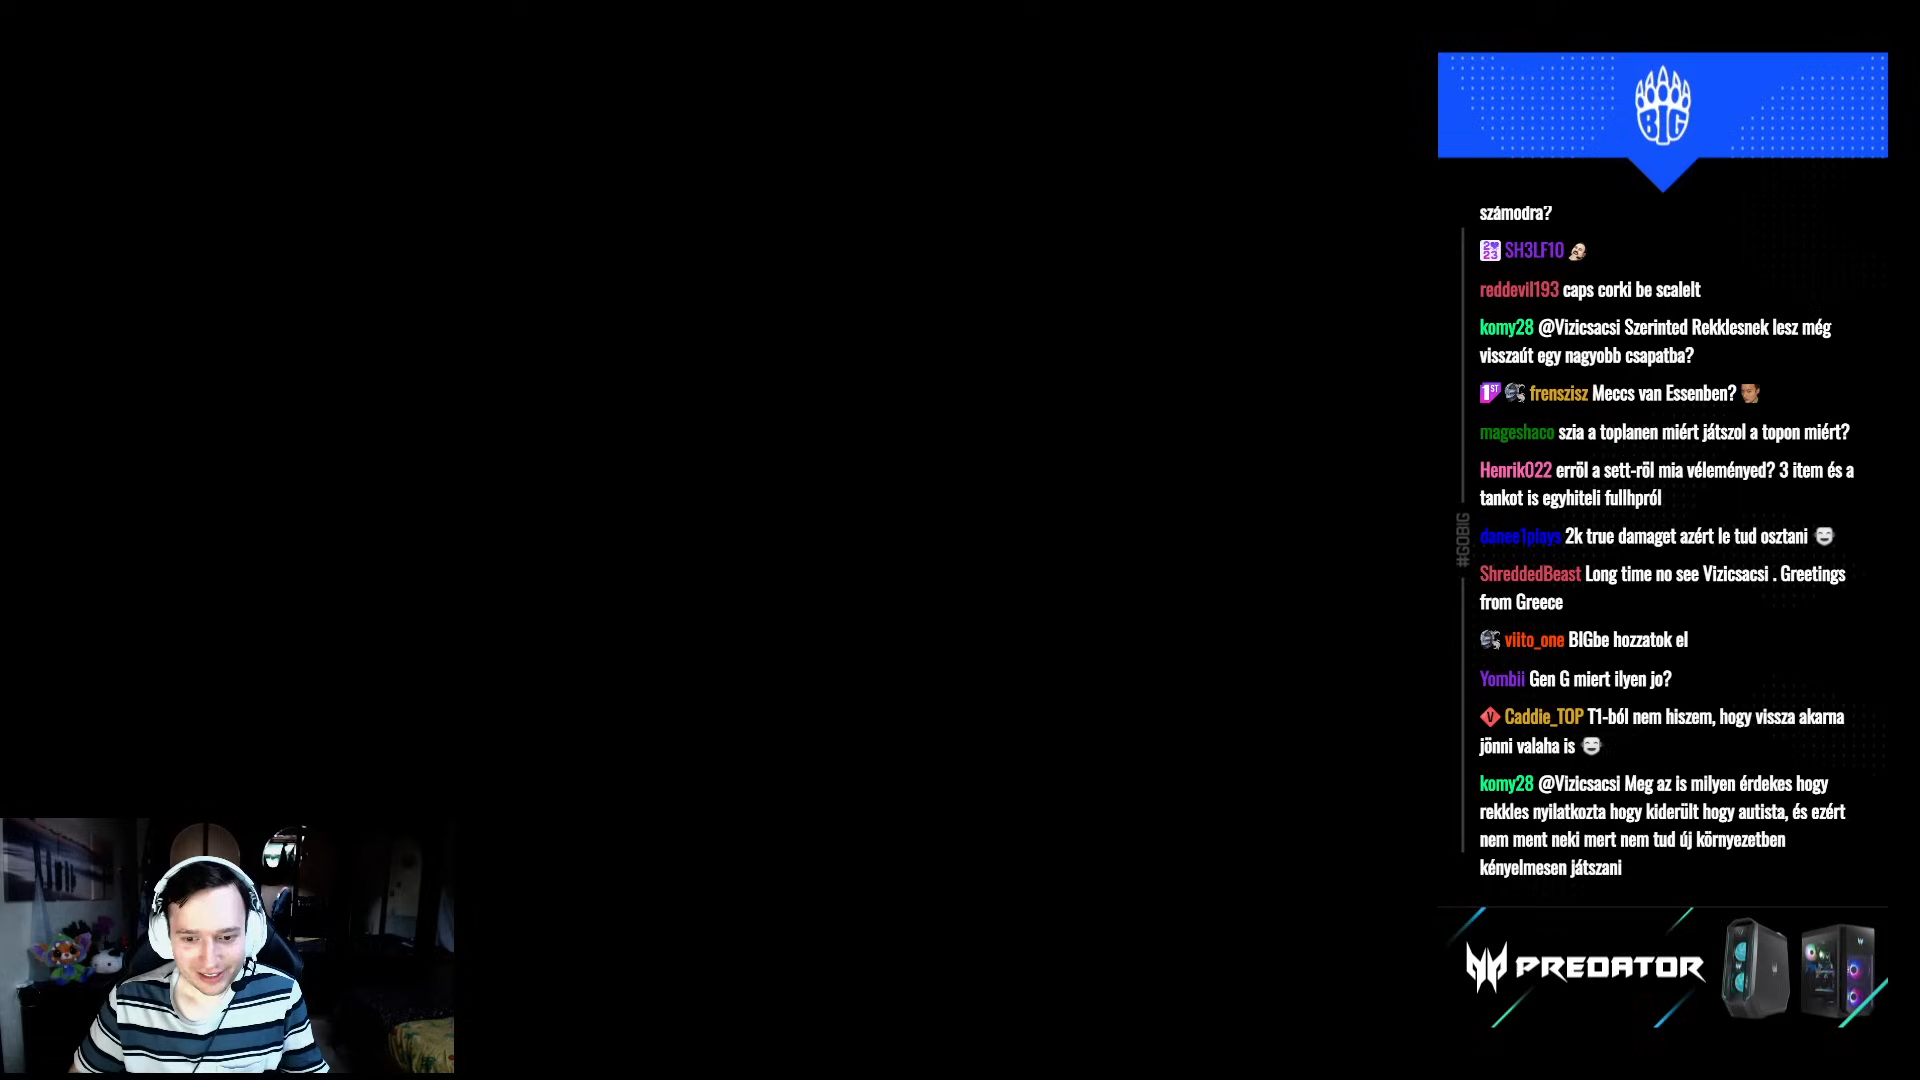 BIG
számodra?
2 23 SH3LF10
reddevil193 caps corki be scalelt
komy28 @Vizicsacsi Szerinted Rekklesnek lesz még
visszaút egy nagyobb csapatba?
1ST frenszisz Meccs van Essenben?
mageshaco szia a toplanen miért játszol a topon miért?
Henrik022 erröl a sett-röl mia véleményed? 3 item és a
tankot is egyhiteli fullhpról
danee1plays 2k true damaget azért le tud osztani
#GOBIG
ShreddedBeast Long time no see Vizicsacsi . Greetings
from Greece
viito_one BIGbe hozzatok el
Yombii Gen G miert ilyen jo?
V Caddie_TOP T1-ból nem hiszem, hogy vissza akarna
jönni valaha is
komy28 @Vizicsacsi Meg az is milyen érdekes hogy
rekkles nyilatkozta hogy kiderült hogy autista, és ezért
nem ment neki mert nem tud új környezetben
kényelmesen játszani
PREDATOR